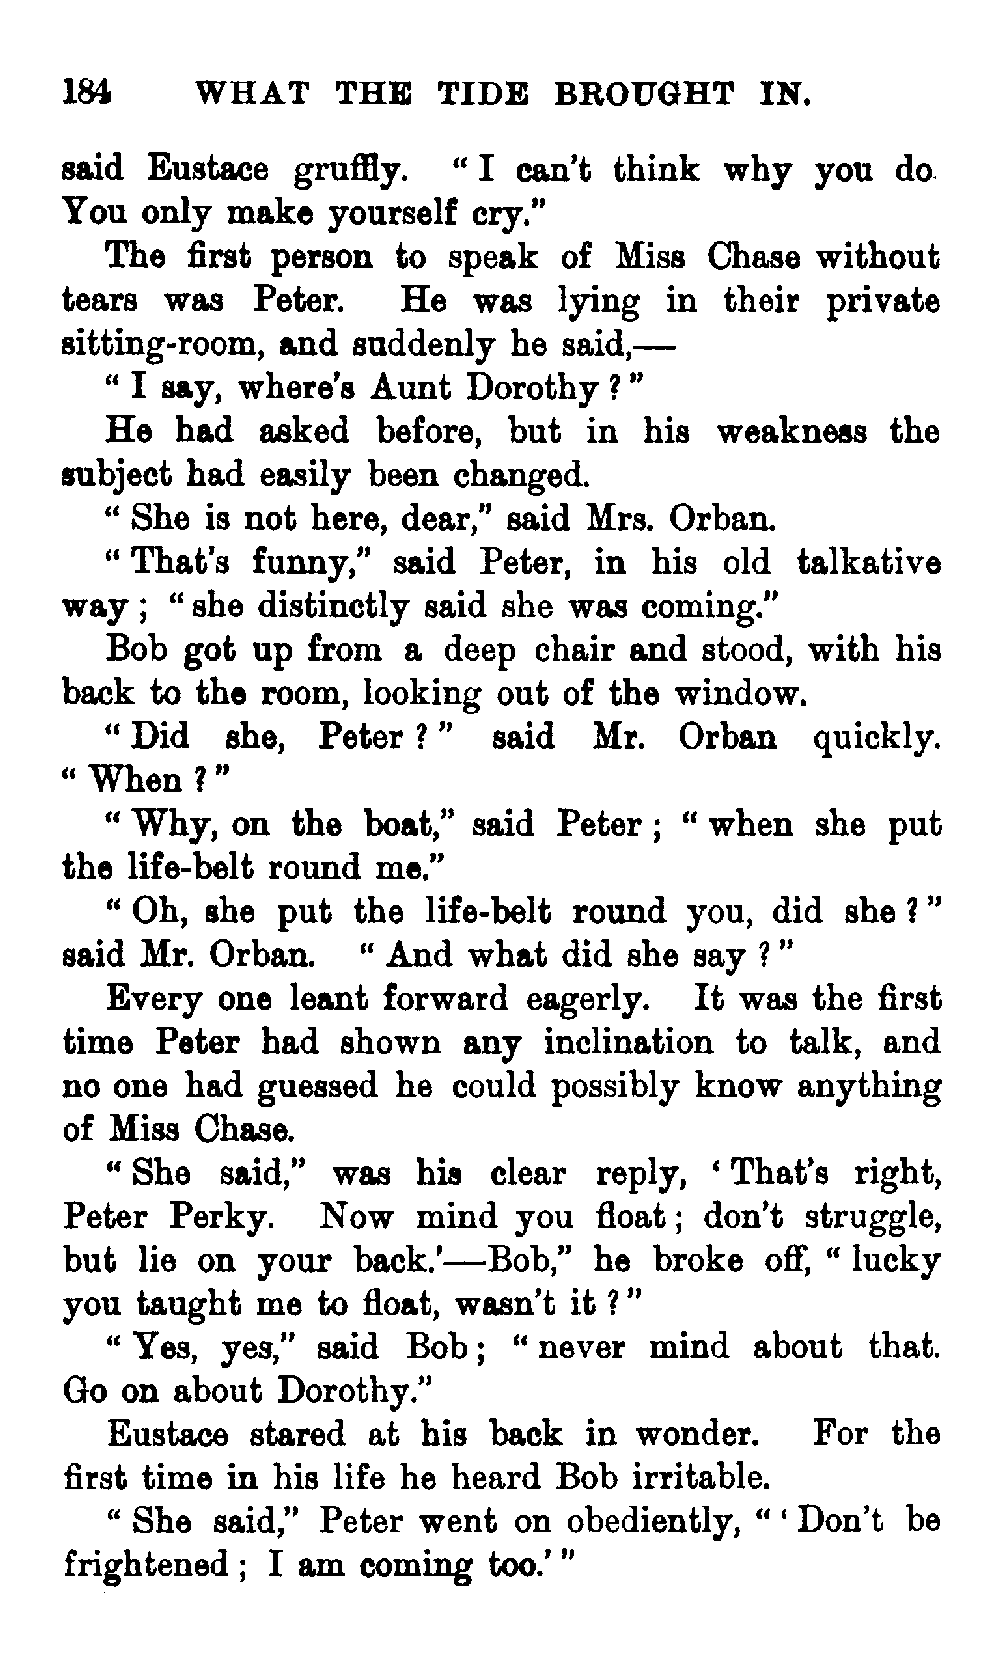 184 WHAT THE TIDE BROUGHT IN.
said Eustace gruffly. "I can't think why you do.
You only make yourself cry."
The first person to speak of Miss Chase without
tears was Peter. He was lying in their private
sitting-room, and suddenly he said,—
"I say, where's Aunt Dorothy?"
He had asked before, but in his weakness the
subject had easily been changed.
"She is not here, dear," said Mrs. Orban.
"That's funny," said Peter, in his old talkative
way; "she distinctly said she was coming."
Bob got up from a deep chair and stood, with his
back to the room, looking out of the window.
"Did she, Peter?" said Mr. Orban quickly.
"When?"
"Why, on the boat," said Peter; "when she put
the life-belt round me."
"Oh, she put the life-belt round you, did she?"
said Mr. Orban. "And what did she say?"
Every one leant forward eagerly. It was the first
time Peter had shown any inclination to talk, and
no one had guessed he could possibly know anything
of Miss Chase.
"She said," was his clear reply, 'That's right,
Peter Perky. Now mind you float; don't struggle,
but lie on your back.'—Bob," he broke off, "lucky
you taught me to float, wasn't it?"
"Yes, yes," said Bob; "never mind about that.
Go on about Dorothy."
Eustace stared at his back in wonder. For the
first time in his life he heard Bob irritable.
"She said," Peter went on obediently, "'Don't be
frightened; I am coming too.'"